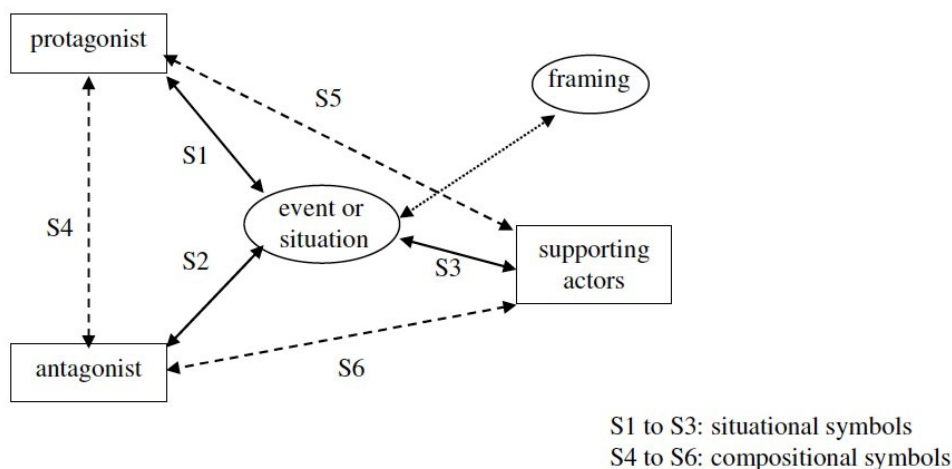 protagonist
framing
S5
S1
event or
situation
S4
S2
S3
supporting
actors
antagonist
S6
S1 to S3: situational symbols
S4 to S6: compositional symbols